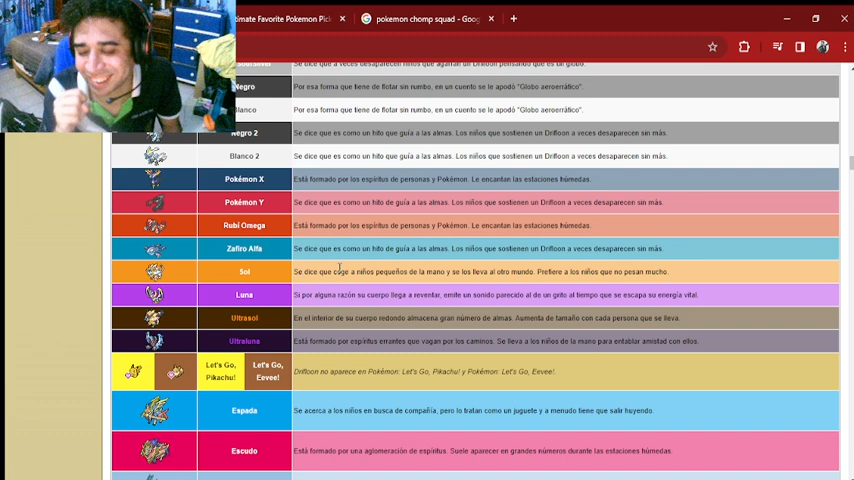 timate Favorite Pokemon Pick
pokemon chomp squad - Goog
SoulSilver Se dice que a veces desaparecen niños que agarran un Drifloon pensando que es un globo.
Negro Por esa forma que tiene de flotar sin rumbo, en un cuento se le apodó "Globo aeroerrático".
Blanco Por esa forma que tiene de flotar sin rumbo, en un cuento se le apodó "Globo aeroerrático".
Negro 2 Se dice que es como un hito que guía a las almas. Los niños que sostienen un Drifloon a veces desaparecen sin más.
Blanco 2 Se dice que es como un hito que guía a las almas. Los niños que sostienen un Drifloon a veces desaparecen sin más.
Pokémon X Está formado por los espíritus de personas y Pokémon. Le encantan las estaciones húmedas.
Pokémon Y Se dice que es como un hito de guía a las almas. Los niños que sostienen un Drifloon a veces desaparecen sin más.
Rubí Omega Está formado por los espíritus de personas y Pokémon. Le encantan las estaciones húmedas.
Zafiro Alfa Se dice que es como un hito de guía a las almas. Los niños que sostienen un Drifloon a veces desaparecen sin más.
Sol Se dice que coge a niños pequeños de la mano y se los lleva al otro mundo. Pretiere a los niños que no pesan mucho.
Luna Si por alguna razón su cuerpo llega a reventar, emite un sonido parecido al de un grito al tiempo que se escapa su energía vital.
Ultrasol En el interior de su cuerpo redondo almacena gran número de almas. Aumenta de tamaño con cada persona que se lleva.
Ultraluna Está formado por espíritus errantes que vagan por los caminos. Se lleva a los niños de la mano para entablar amistad con ellos.
Let's Go, Pikachu! Let's Go, Eevee! Drifloon no aparece en Pokémon: Let's Go, Pikachu! y Pokémon: Let's Go, Eevee!.
Espada Se acerca a los niños en busca de compañía, pero lo tratan como un juguete y a menudo tiene que salir huyendo.
Escudo Está formado por una aglomeración de espíritus. Suele aparecer en grandes números durante las estaciones húmedas.